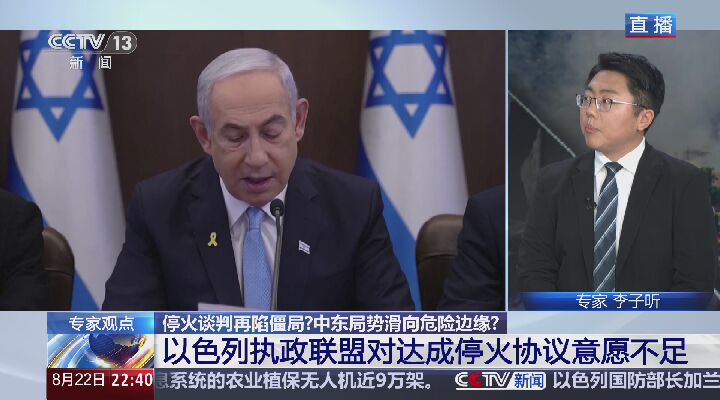 CCTV 13
新闻
直播
专家 李子昕
专家观点
停火谈判再陷僵局?中东局势滑向危险边缘?
以色列执政联盟对达成停火协议意愿不足
8月22日 22:40
息系统的农业植保无人机近9万架。 CCTV新闻 以色列国防部长加兰